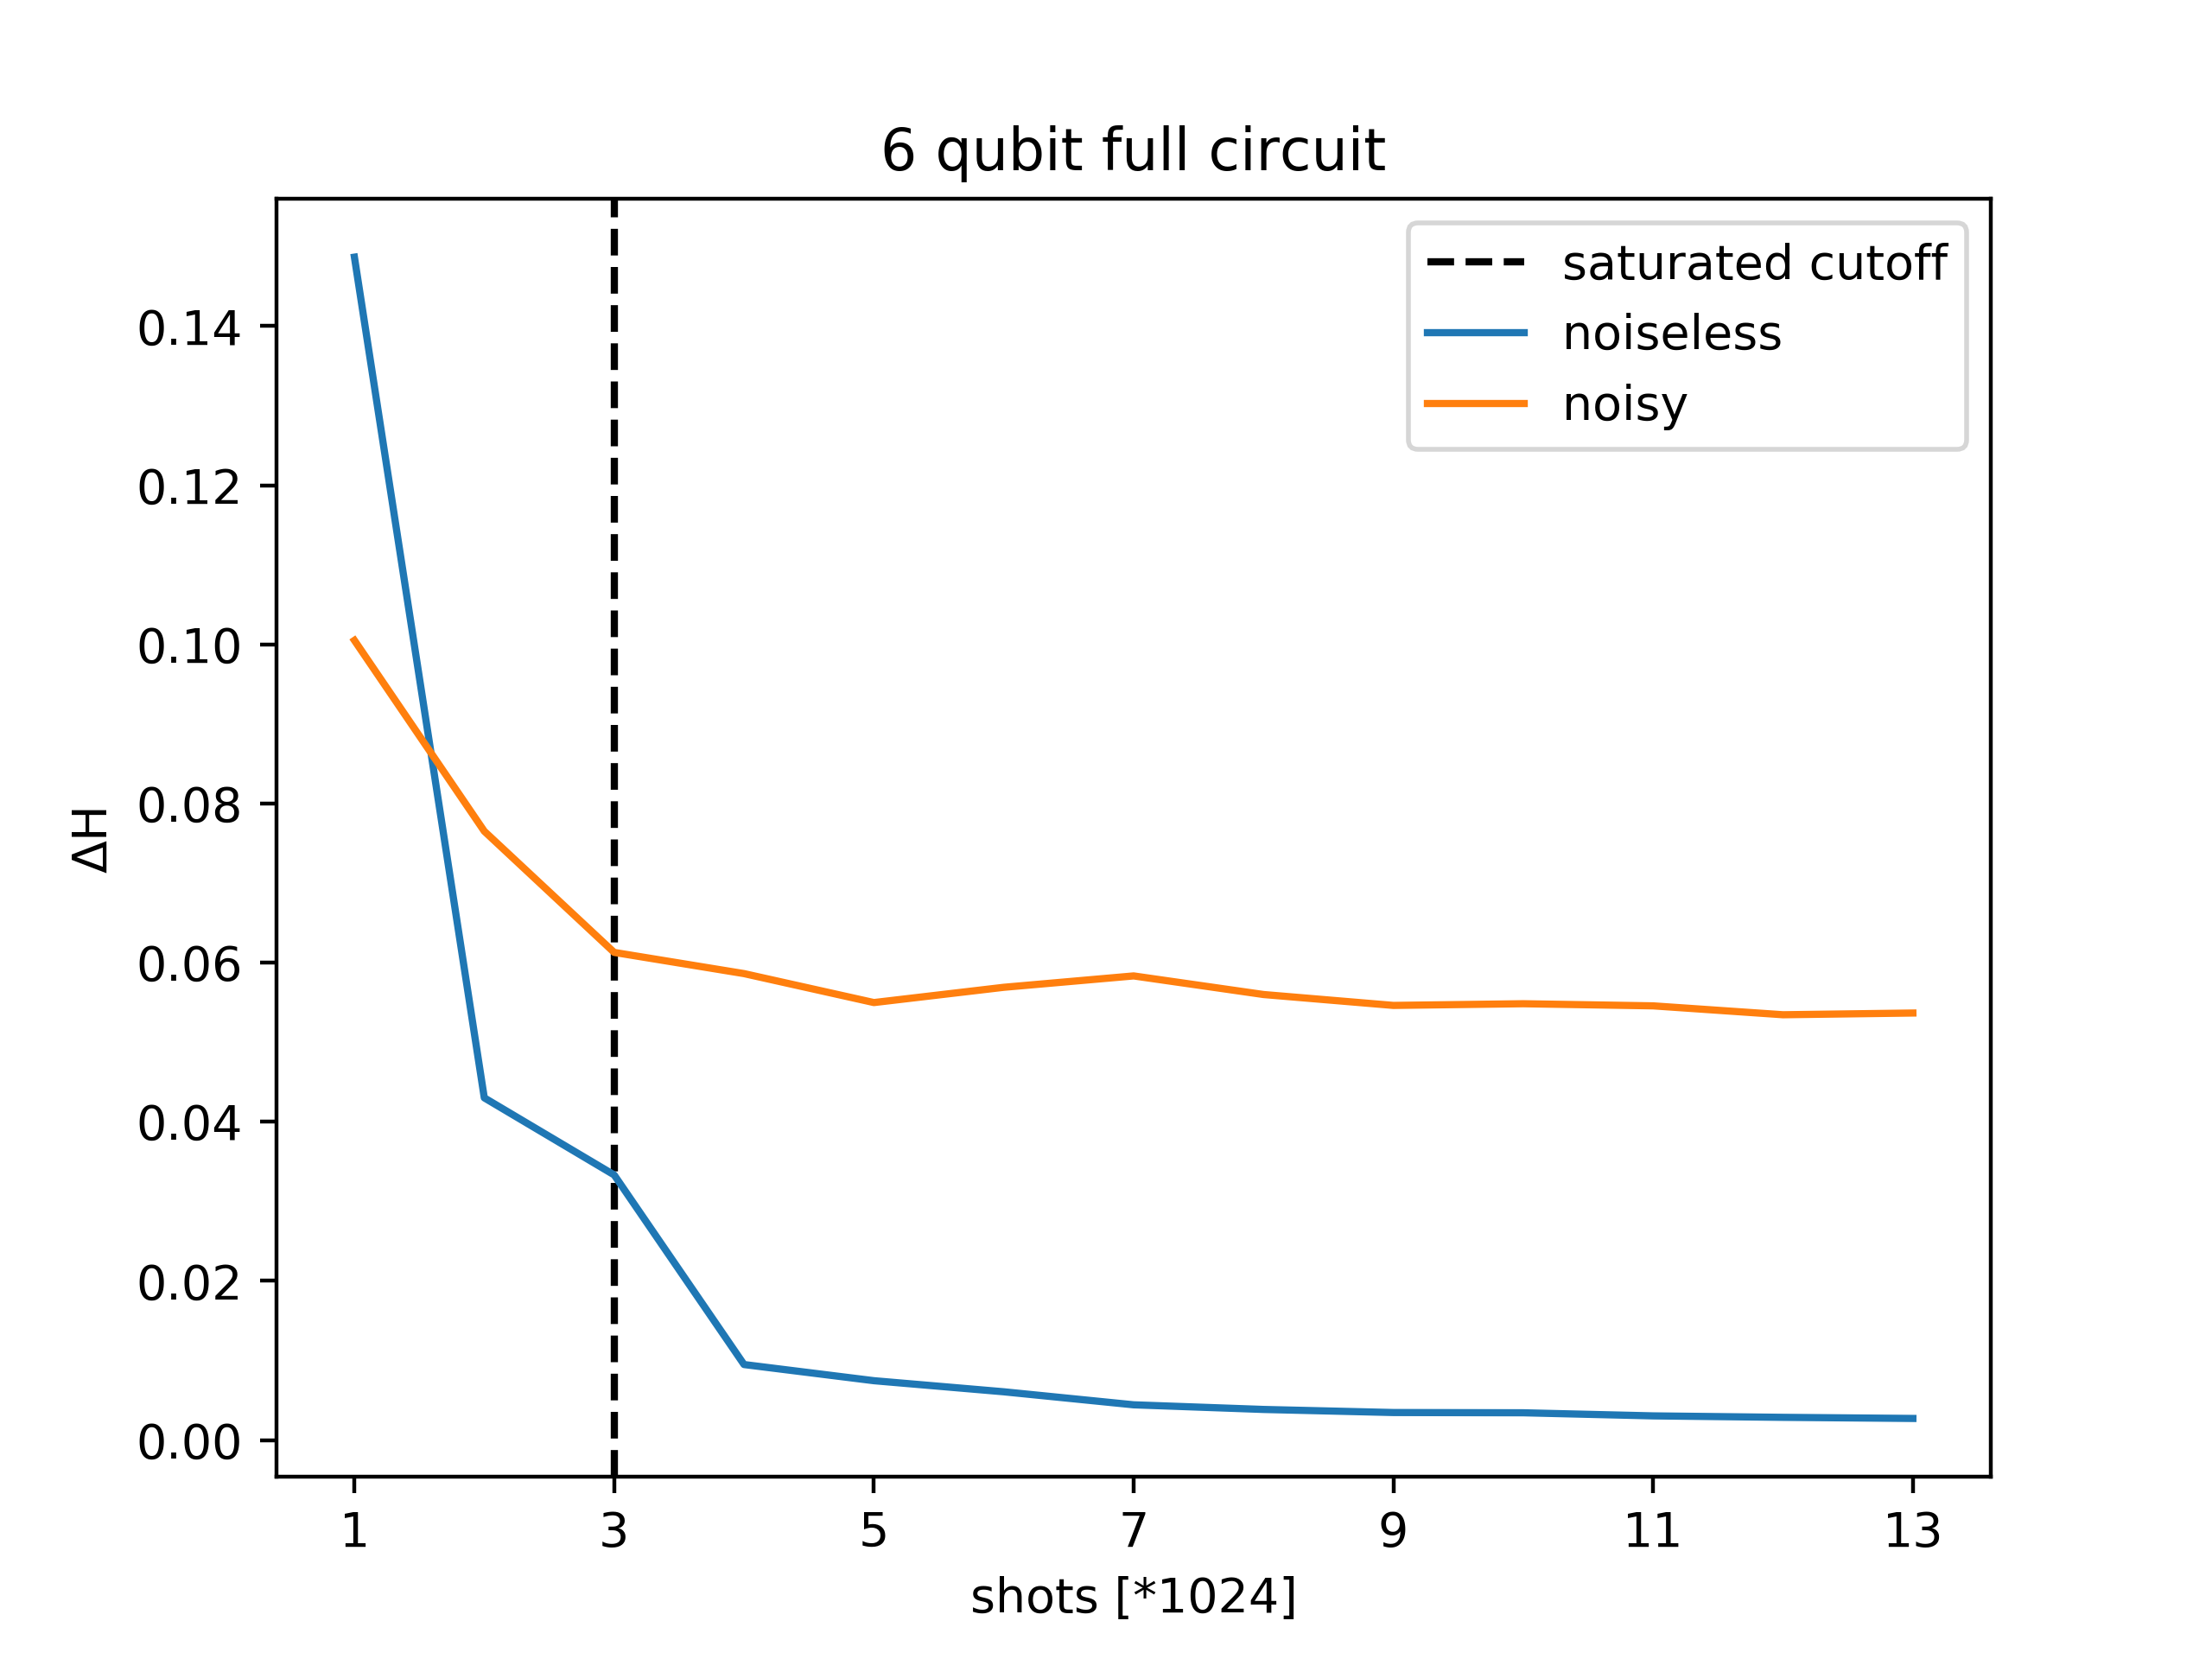 6 qubit full circuit
saturated cutoff
noiseless
noisy
0.14
0.12
0.10
0.08
0.06
0.04
0.02
0.00
ΔH
1 3 5 7 9 11 13
shots [*1024]